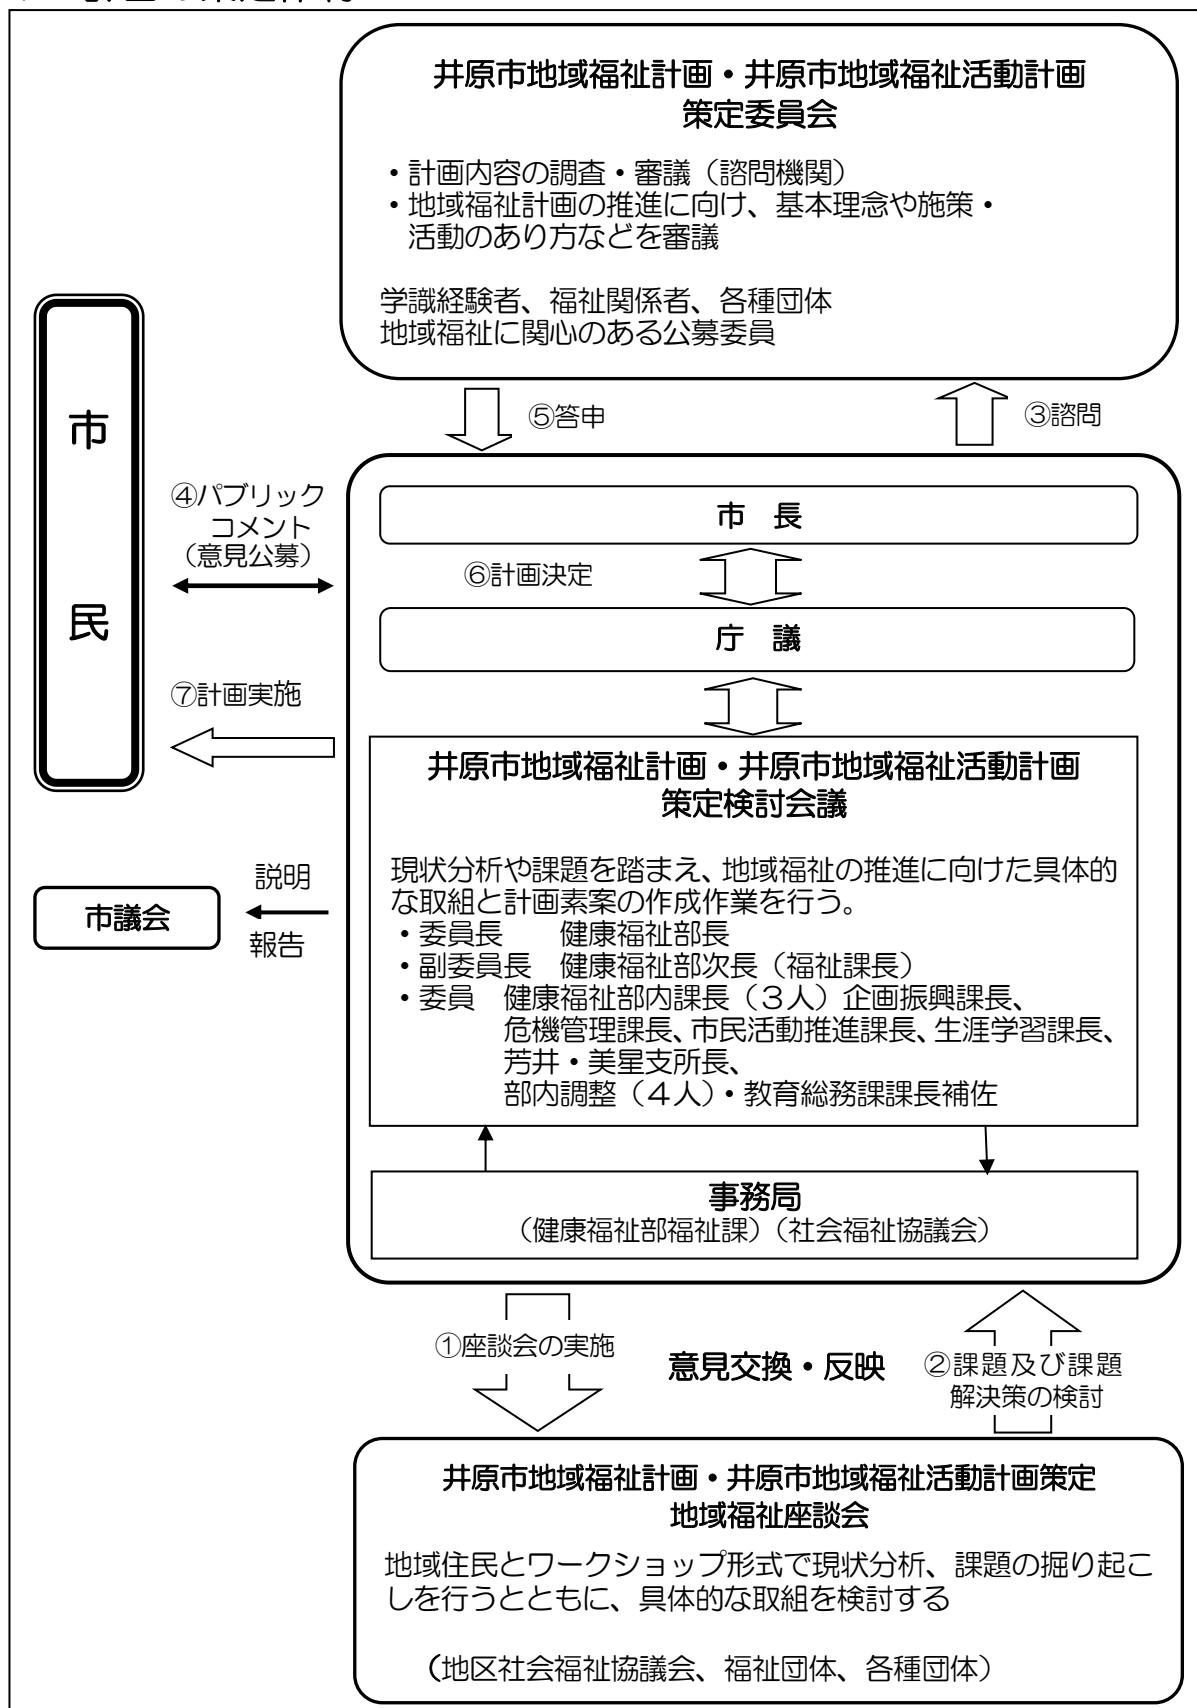 井原市地域福祉計画・井原市地域福祉活動計画
策定委員会
・計画内容の調査・審議（諮問機関）
・地域福祉計画の推進に向け、基本理念や施策・
活動のあり方などを審議
学識経験者、福祉関係者、各種団体
地域福祉に関心のある公募委員
市
民
⑤答申
③諮問
④パブリック
コメント
（意見公募）
市　長
⑥計画決定
庁　議
⑦計画実施
井原市地域福祉計画・井原市地域福祉活動計画
策定検討会議
現状分析や課題を踏まえ、地域福祉の推進に向けた具体的
な取組と計画素案の作成作業を行う。
・委員長　　健康福祉部長
・副委員長　健康福祉部次長（福祉課長）
・委員　健康福祉部内課長（３人）企画振興課長、
危機管理課長、市民活動推進課長、生涯学習課長、
芳井・美星支所長、
部内調整（４人）・教育総務課課長補佐
説明
市議会
報告
事務局
（健康福祉部福祉課）（社会福祉協議会）
①座談会の実施
意見交換・反映
②課題及び課題
解決策の検討
井原市地域福祉計画・井原市地域福祉活動計画策定
地域福祉座談会
地域住民とワークショップ形式で現状分析、課題の掘り起こ
しを行うとともに、具体的な取組を検討する
（地区社会福祉協議会、福祉団体、各種団体）